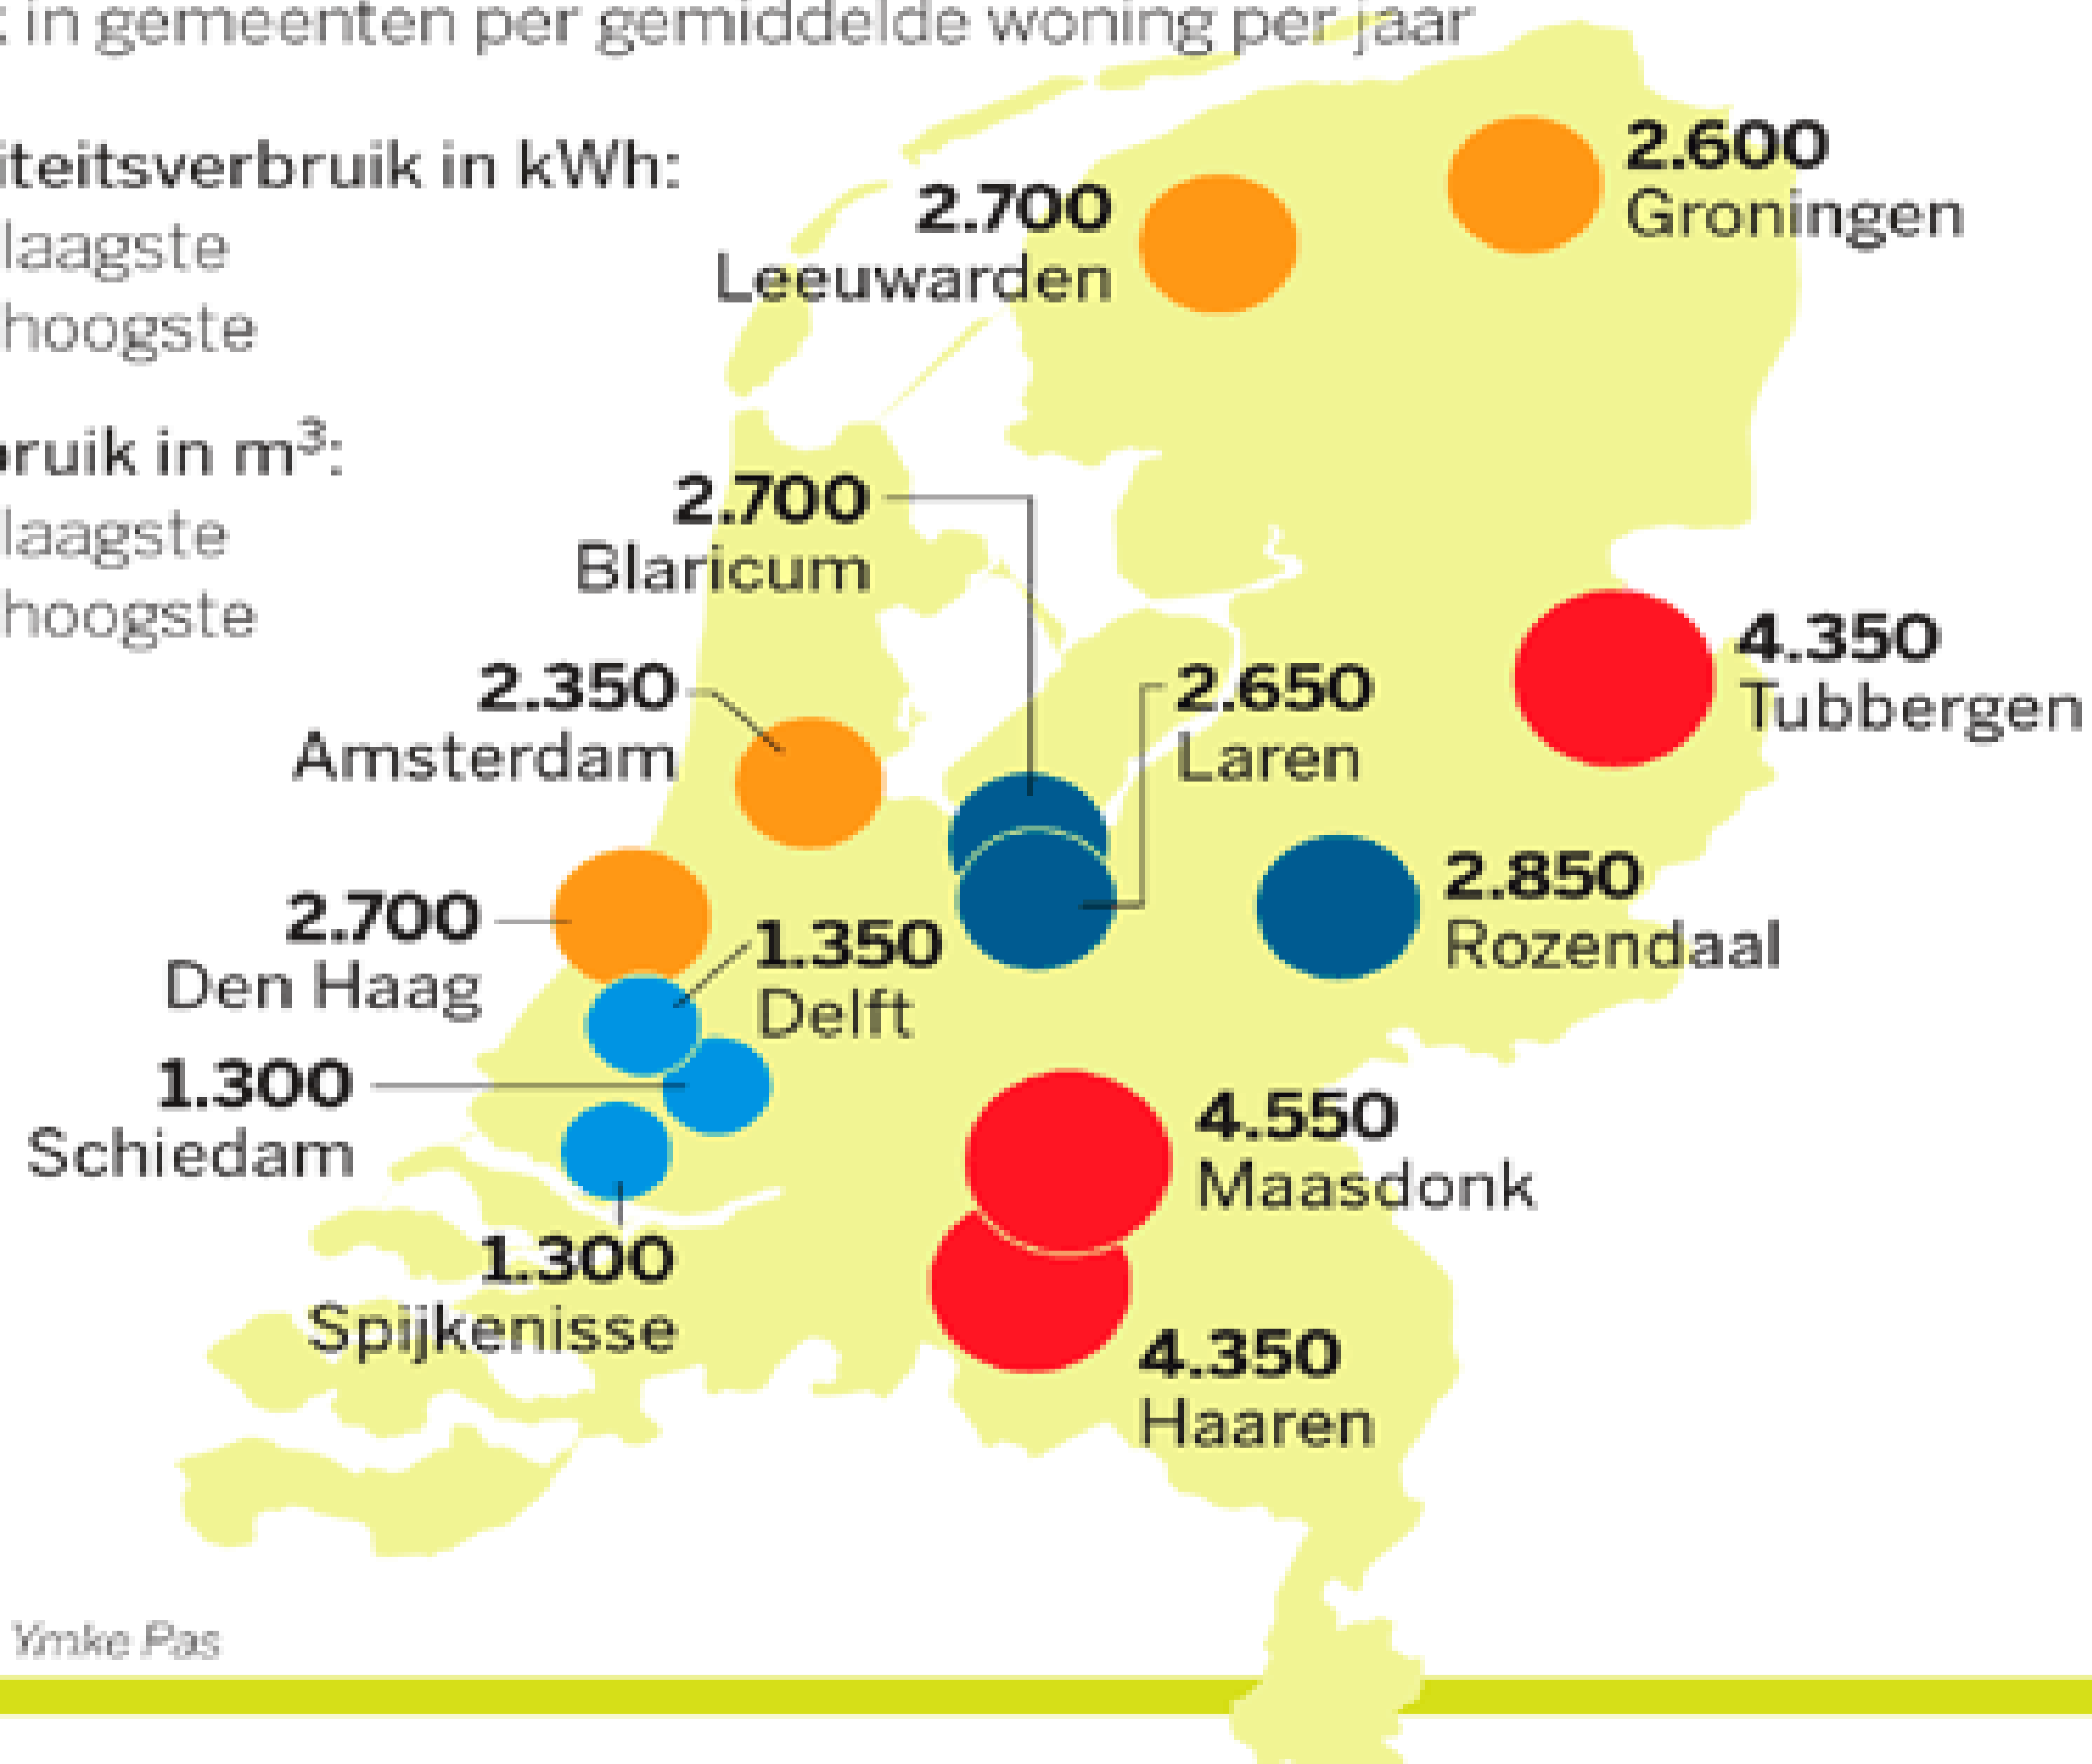 in gemeenten per gemiddelde woning per jaar
iteitsverbruik in kWh:
laagste
hoogste
bruik in m³:
laagste
hoogste
2.600
Groningen
2.700
Leeuwarden
2.700
Blaricum
4.350
Tubbergen
2.350
Amsterdam
2.650
Laren
2.850
Rozendaal
2.700
Den Haag
1.350
Delft
1.300
Schiedam
4.550
Maasdonk
1.300
Spijkenisse
4.350
Haaren
Ymke Pas